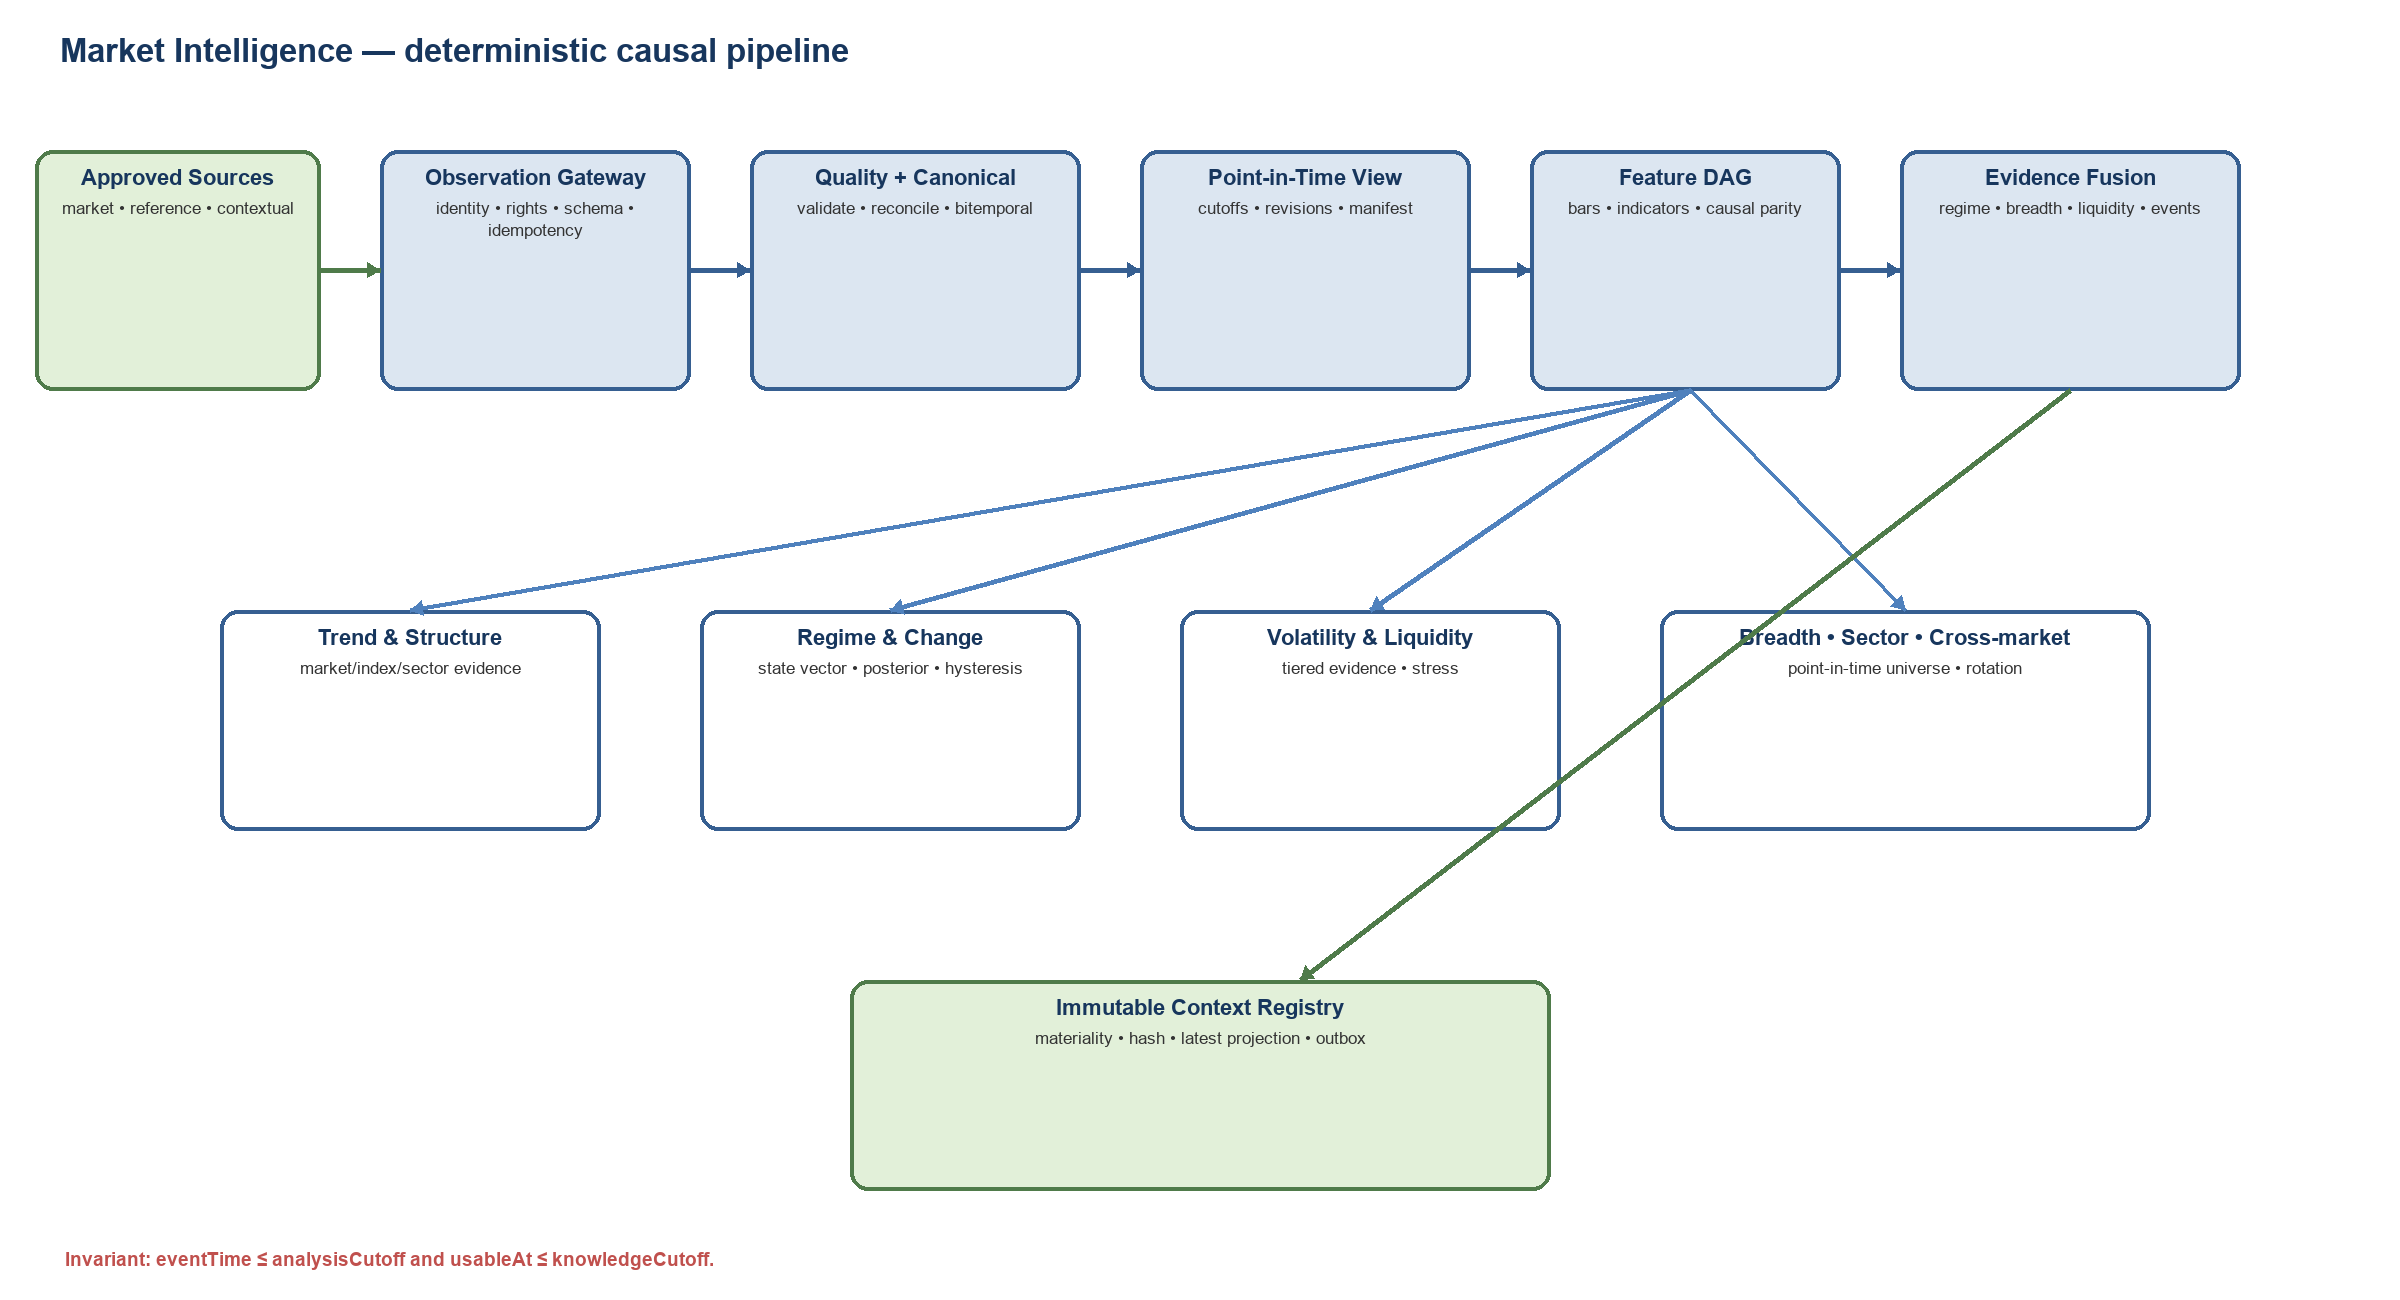 Market Intelligence — deterministic causal pipeline
Approved Sources
market • reference • contextual
Observation Gateway
identity • rights • schema •
idempotency
Quality + Canonical
validate • reconcile • bitemporal
Point-in-Time View
cutoffs • revisions • manifest
Feature DAG
bars • indicators • causal parity
Evidence Fusion
regime • breadth • liquidity • events
Trend & Structure
market/index/sector evidence
Regime & Change
state vector • posterior • hysteresis
Volatility & Liquidity
tiered evidence • stress
Breadth • Sector • Cross-market
point-in-time universe • rotation
Immutable Context Registry
materiality • hash • latest projection • outbox
Invariant: eventTime ≤ analysisCutoff and usableAt ≤ knowledgeCutoff.